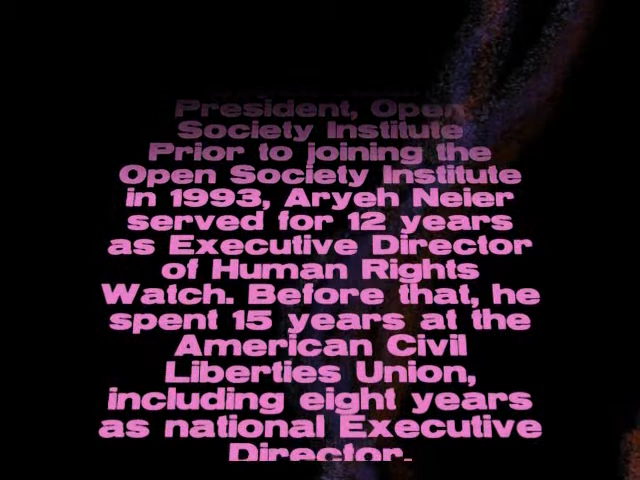 President, Open
Society Institute
Prior to joining the
Open Society Institute
in 1993, Aryeh Neier
served for 12 years
as Executive Director
of Human Rights
Watch. Before that, he
spent 15 years at the
American Civil
Liberties Union,
including eight years
as national Executive
Director.